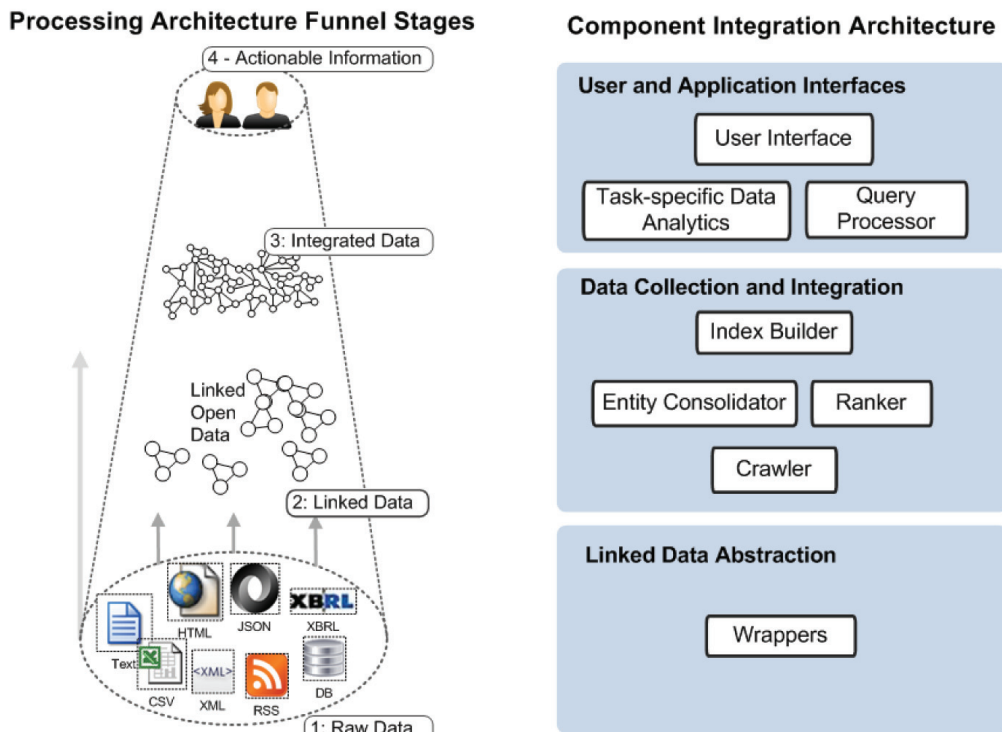 Processing Architecture Funnel Stages
4 - Actionable Information
3: Integrated Data
Linked
Open
Data
2: Linked Data
HTML
JSON
XBRL
XBRL
Text
CSV
<XML>
XML
RSS
DB
1: Raw Data
Component Integration Architecture
User and Application Interfaces
User Interface
Task-specific Data
Analytics
Query
Processor
Data Collection and Integration
Index Builder
Entity Consolidator
Ranker
Crawler
Linked Data Abstraction
Wrappers